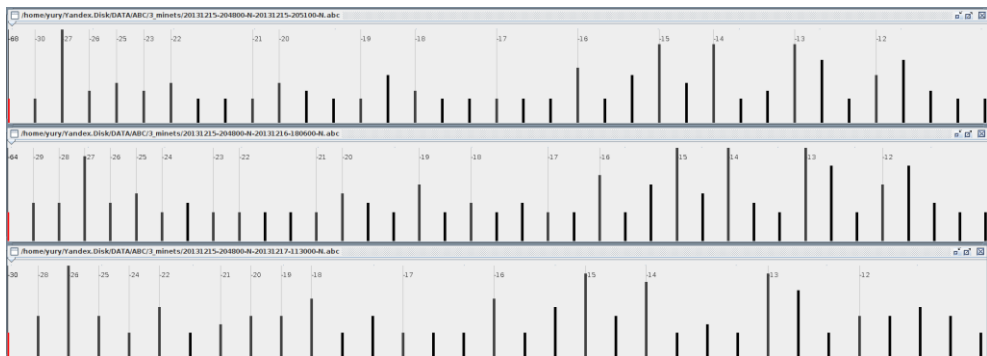 /home/yury/Yandex.Disk/DATA/ABC/3_minets/20131215-204800-N-20131215-205100-N.abc
-68 -30 -27 -26 -25 -23 -22 -21 -20 -19 -18 -17 -16 -15 -14 -13 -12
/home/yury/Yandex.Disk/DATA/ABC/3_minets/20131215-204800-N-20131216-180600-N.abc
-64 -29 -28 -27 -26 -25 -24 -23 -22 -21 -20 -19 -18 -17 -16 -15 -14 -13 -12
/home/yury/Yandex.Disk/DATA/ABC/3_minets/20131215-204800-N-20131217-113000-N.abc
-30 -28 -26 -25 -24 -22 -21 -20 -19 -18 -17 -16 -15 -14 -13 -12